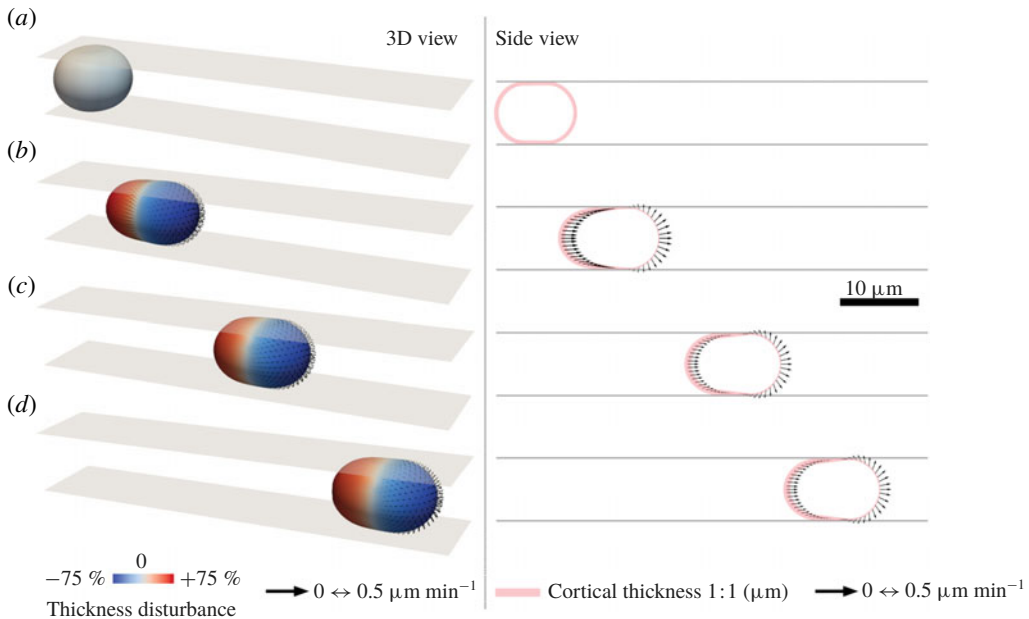 (a)
3D view
Side view
(b)
(c)
10 μm
(d)
0
−75 %
+75 %
Thickness disturbance
0 ↔ 0.5 μm min⁻¹
Cortical thickness 1:1 (μm)
0 ↔ 0.5 μm min⁻¹